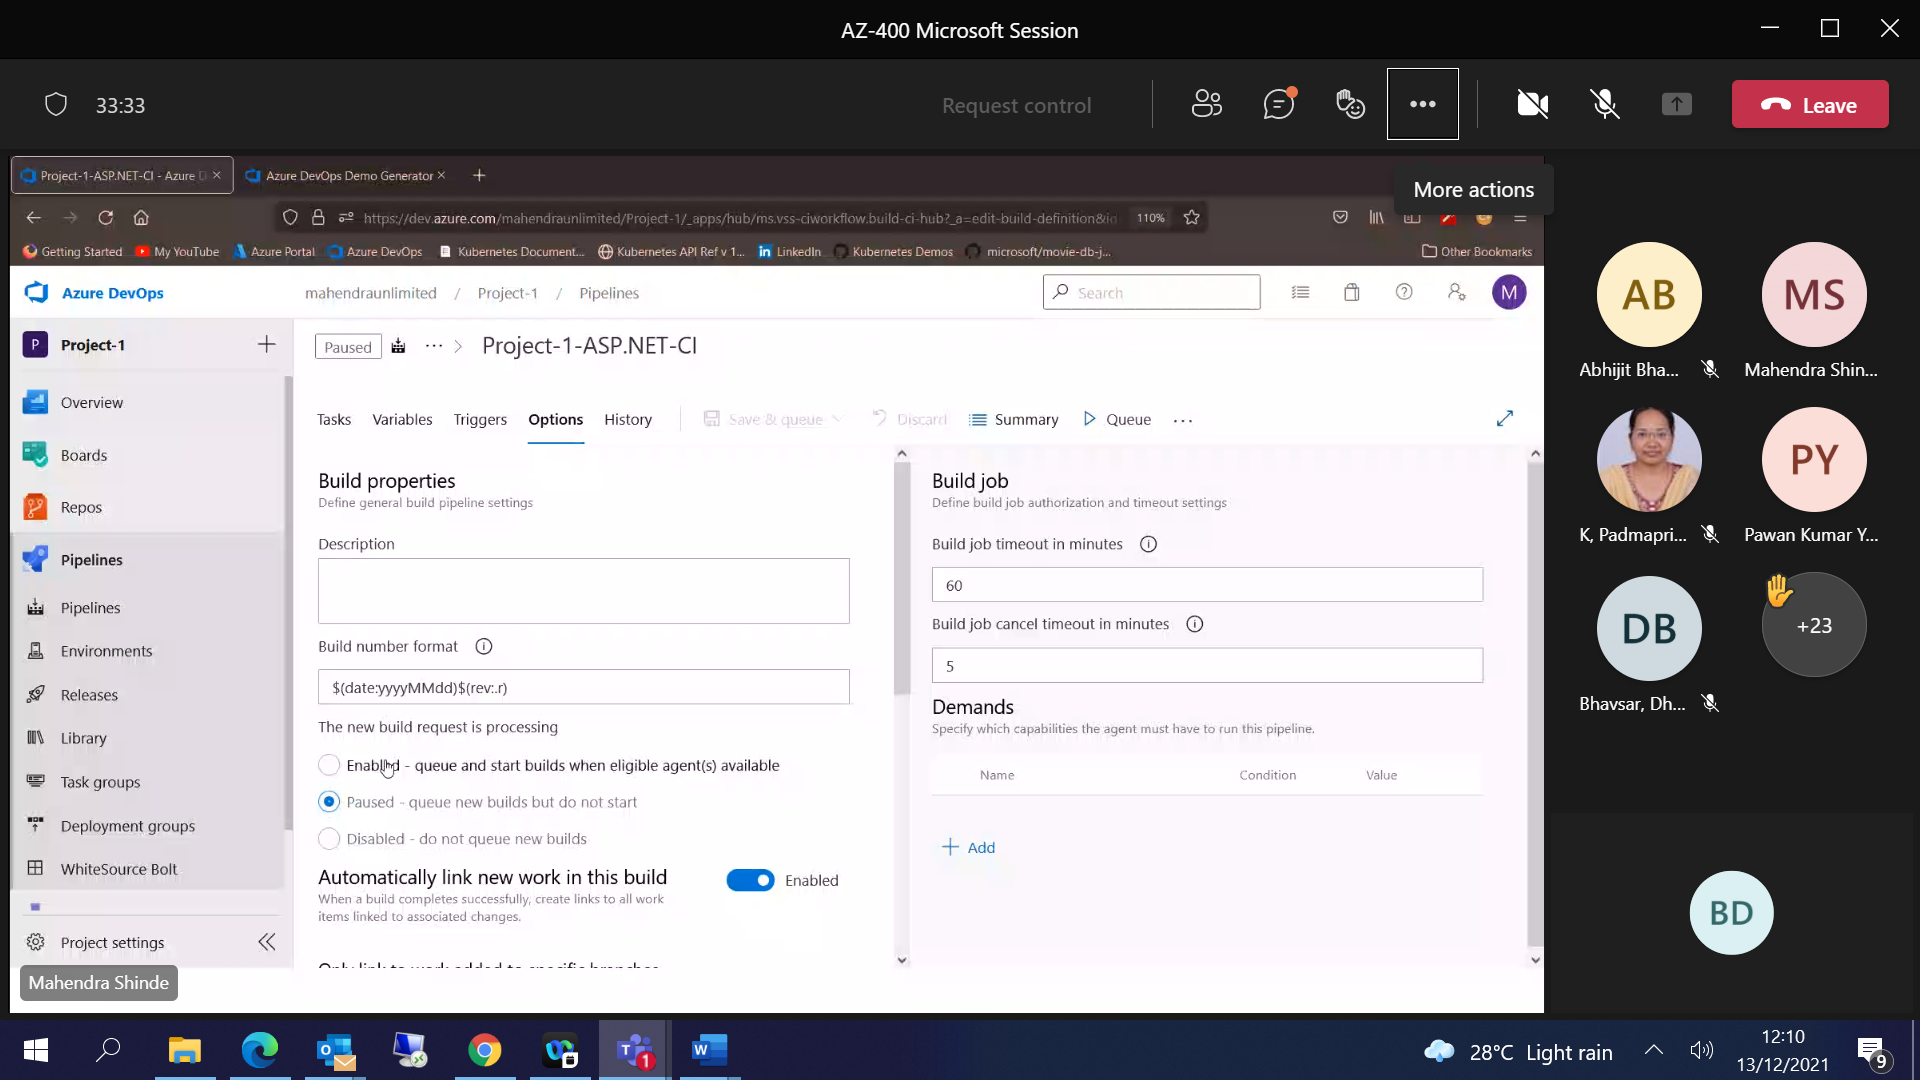 AZ-400 Microsoft Session
33:33
Request control
Leave
Project-1-ASP.NET-CI - Azure D
Azure DevOps Demo Generator
More actions
https://dev.azure.com/mahendraunlimited/Project-1/_apps/hub/ms.vss-ciworkflow.build-ci-hub?_a=edit-build-definition&id
110%
Getting Started
My YouTube
Azure Portal
Azure DevOps
Kubernetes Document...
Kubernetes API Ref v 1...
LinkedIn
Kubernetes Demos
microsoft/movie-db-j...
Other Bookmarks
Azure DevOps
mahendraunlimited / Project-1 / Pipelines
Search
M
P
Project-1
Overview
Boards
Repos
Pipelines
Pipelines
Environments
Releases
Library
Task groups
Deployment groups
WhiteSource Bolt
Project settings
Mahendra Shinde
Paused
... > Project-1-ASP.NET-CI
Tasks
Variables
Triggers
Options
History
Save & queue
Discard
Summary
Queue
...
Build properties
Define general build pipeline settings
Description
Build number format
$(date:yyyyMMdd)$(rev:.r)
The new build request is processing
Enabled - queue and start builds when eligible agent(s) available
Paused - queue new builds but do not start
Disabled - do not queue new builds
Automatically link new work in this build
Enabled
When a build completes successfully, create links to all work
items linked to associated changes.
Only link to work added to specific branches
Build job
Define build job authorization and timeout settings
Build job timeout in minutes
60
Build job cancel timeout in minutes
5
Demands
Specify which capabilities the agent must have to run this pipeline.
Name
Condition
Value
+ Add
AB
Abhijit Bha...
MS
Mahendra Shin...
K, Padmapri...
PY
Pawan Kumar Y...
DB
Bhavsar, Dh...
+23
BD
T
1
W
28°C Light rain
12:10
13/12/2021
9